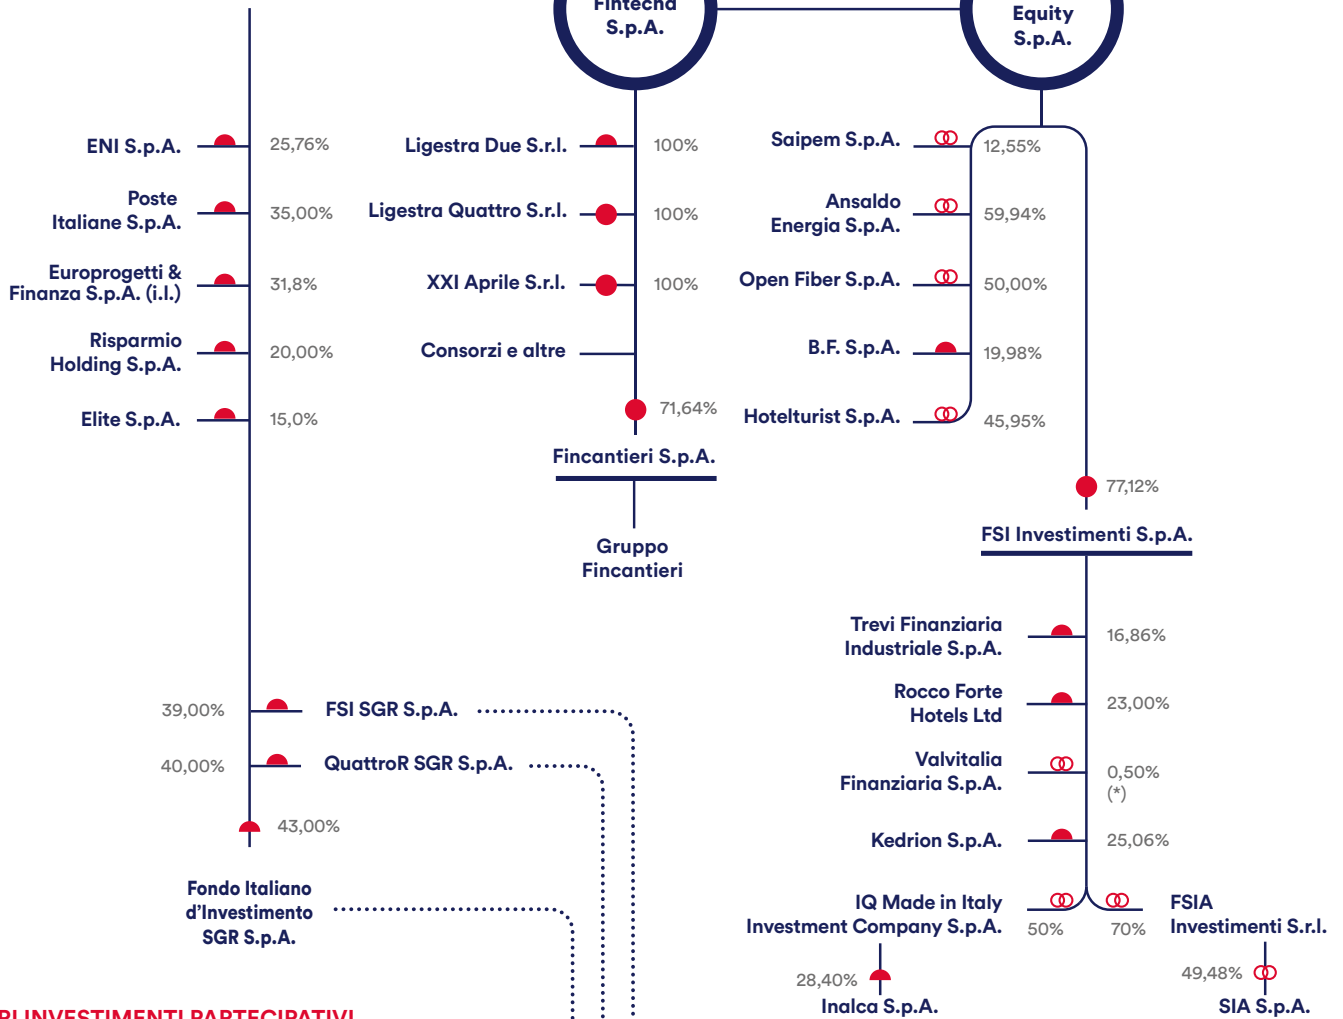 Fintecna
S.p.A.
Equity
S.p.A.
ENI S.p.A.
25,76%
Poste
Italiane S.p.A.
35,00%
Europrogetti &
Finanza S.p.A. (i.l.)
31,8%
Risparmio
Holding S.p.A.
20,00%
Elite S.p.A.
15,0%
39,00%
FSI SGR S.p.A.
40,00%
QuattroR SGR S.p.A.
43,00%
Fondo Italiano
d'Investimento
SGR S.p.A.
Ligestra Due S.r.l.
100%
Ligestra Quattro S.r.l.
100%
XXI Aprile S.r.l.
100%
Consorzi e altre
71,64%
Fincantieri S.p.A.
Gruppo
Fincantieri
Saipem S.p.A.
12,55%
Ansaldo
Energia S.p.A.
59,94%
Open Fiber S.p.A.
50,00%
B.F. S.p.A.
19,98%
Hotelturist S.p.A.
45,95%
77,12%
FSI Investimenti S.p.A.
Trevi Finanziaria
Industriale S.p.A.
16,86%
Rocco Forte
Hotels Ltd
23,00%
Valvitalia
Finanziaria S.p.A.
0,50%
(*)
Kedrion S.p.A.
25,06%
IQ Made in Italy
Investment Company S.p.A.
50%
70%
FSIA
Investimenti S.r.l.
28,40%
Inalca S.p.A.
49,48%
SIA S.p.A.
INVESTIMENTI PARTECIPATIVI